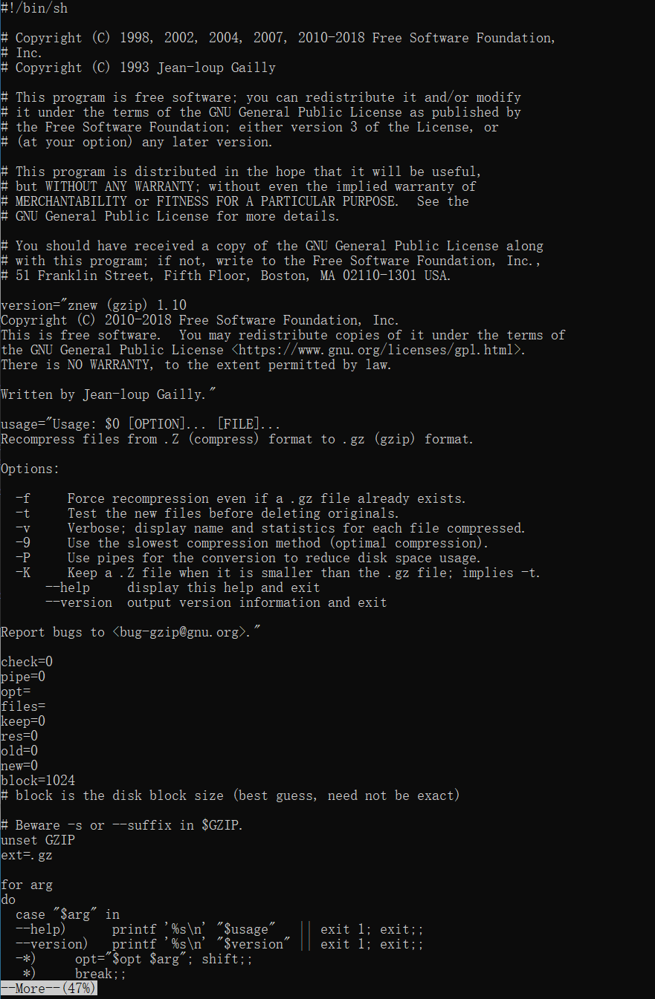 #!/bin/sh

# Copyright (C) 1998, 2002, 2004, 2007, 2010-2018 Free Software Foundation,
# Inc.
# Copyright (C) 1993 Jean-loup Gailly

# This program is free software; you can redistribute it and/or modify
# it under the terms of the GNU General Public License as published by
# the Free Software Foundation; either version 3 of the License, or
# (at your option) any later version.

# This program is distributed in the hope that it will be useful,
# but WITHOUT ANY WARRANTY; without even the implied warranty of
# MERCHANTABILITY or FITNESS FOR A PARTICULAR PURPOSE.  See the
# GNU General Public License for more details.

# You should have received a copy of the GNU General Public License along
# with this program; if not, write to the Free Software Foundation, Inc.,
# 51 Franklin Street, Fifth Floor, Boston, MA 02110-1301 USA.

version="znew (gzip) 1.10
Copyright (C) 2010-2018 Free Software Foundation, Inc.
This is free software.  You may redistribute copies of it under the terms of
the GNU General Public License <https://www.gnu.org/licenses/gpl.html>.
There is NO WARRANTY, to the extent permitted by law.

Written by Jean-loup Gailly."

usage="Usage: $0 [OPTION]... [FILE]...
Recompress files from .Z (compress) format to .gz (gzip) format.

Options:

  -f     Force recompression even if a .gz file already exists.
  -t     Test the new files before deleting originals.
  -v     Verbose; display name and statistics for each file compressed.
  -9     Use the slowest compression method (optimal compression).
  -P     Use pipes for the conversion to reduce disk space usage.
  -K     Keep a .Z file when it is smaller than the .gz file; implies -t.
      --help     display this help and exit
      --version  output version information and exit

Report bugs to <bug-gzip@gnu.org>."

check=0
pipe=0
opt=
files=
keep=0
res=0
old=0
new=0
block=1024
# block is the disk block size (best guess, need not be exact)

# Beware -s or --suffix in $GZIP.
unset GZIP
ext=.gz

for arg
do
  case "$arg" in
  --help)      printf '%s\n' "$usage"   || exit 1; exit;;
  --version)   printf '%s\n' "$version" || exit 1; exit;;
  -*)     opt="$opt $arg"; shift;;
   *)     break;;
--More--(47%)